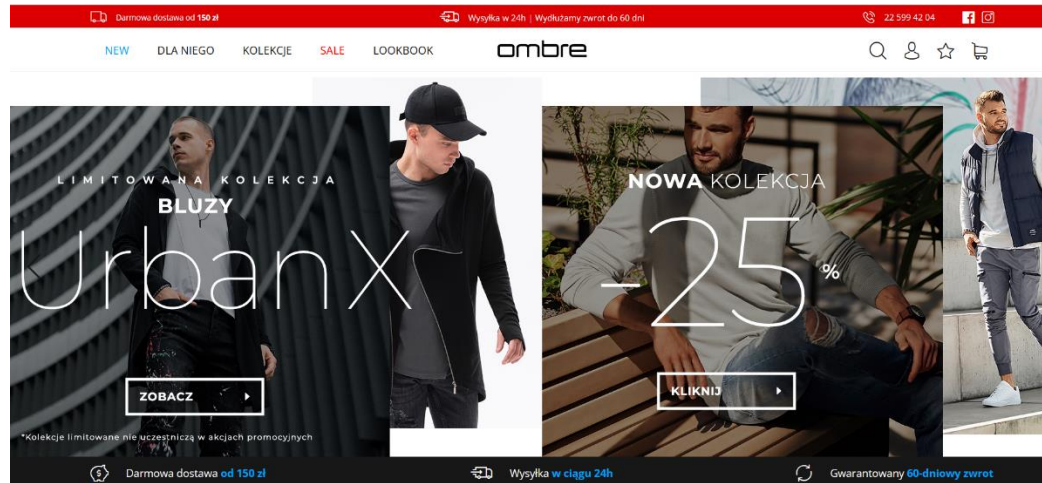 Darmowa dostawa od 150 zł
Wysyłka w 24h | Wydłużamy zwrot do 60 dni
22 599 42 04
NEW DLA NIEGO KOLEKCJE SALE LOOKBOOK
ombre
LIMITOWANA KOLEKCJA
BLUZY
UrbanX
ZOBACZ
*Kolekcje limitowane nie uczestniczą w akcjach promocyjnych
NOWA KOLEKCJA
-25%
KLIKNIJ
Darmowa dostawa od 150 zł
Wysyłka w ciągu 24h
Gwarantowany 60-dniowy zwrot